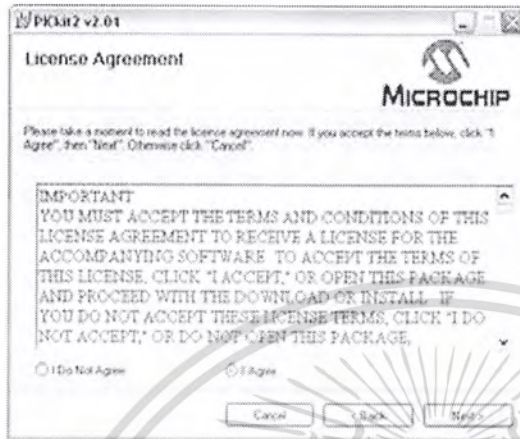 PICkit2 v2.01
License Agreement
MICROCHIP
Please take a moment to read the license agreement now. If you accept the terms below, click "I
Agree", then "Next". Otherwise click "Cancel".
IMPORTANT
YOU MUST ACCEPT THE TERMS AND CONDITIONS OF THIS
LICENSE AGREEMENT TO RECEIVE A LICENSE FOR THE
ACCOMPANYING SOFTWARE. TO ACCEPT THE TERMS OF
THIS LICENSE, CLICK "I ACCEPT," OR OPEN THIS PACKAGE
AND PROCEED WITH THE DOWNLOAD OR INSTALL. IF
YOU DO NOT ACCEPT THESE LICENSE TERMS, CLICK "I DO
NOT ACCEPT," OR DO NOT OPEN THIS PACKAGE,
I Do Not Agree
I Agree
Cancel
< Back
Next >